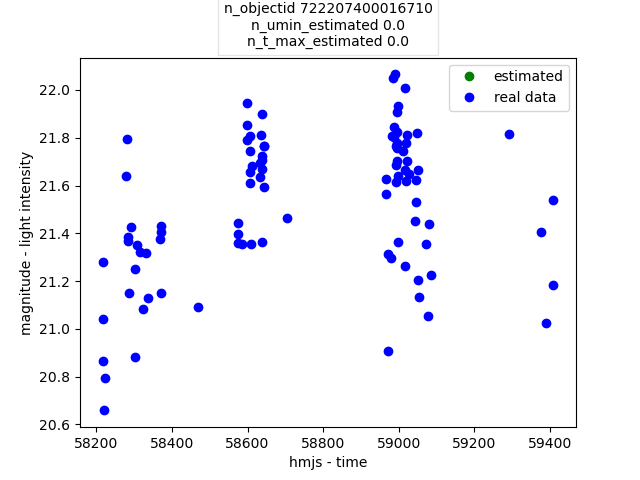 n_objectid 722207400016710
n_umin_estimated 0.0
n_t_max_estimated 0.0
estimated
real data
magnitude - light intensity
22.0
21.8
21.6
21.4
21.2
21.0
20.8
20.6
58200 58400 58600 58800 59000 59200 59400
hmjs - time